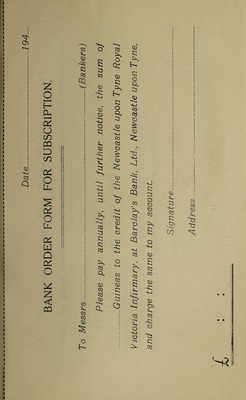 Date..............................194...
BANK ORDER FORM FOR SUBSCRIPTION.
To Messrs..............................(Bankers)
Please pay annually, until further notice, the sum of
..................Guineas to the credit of the Newcastle upon Tyne Royal
Victoria Infirmary, at Barclay's Bank, Ltd., Newcastle upon Tyne,
and charge the same to my account.
Signature..............................
Address..............................
£ : :